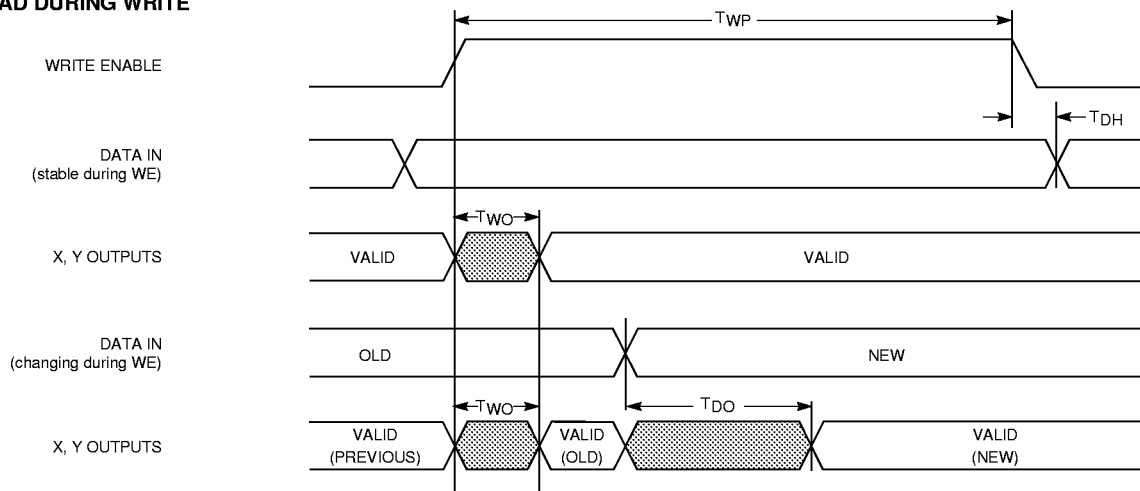 AD DURING WRITE
TWP
WRITE ENABLE
TDH
DATA IN
(stable during WE)
TWO
X, Y OUTPUTS
VALID
VALID
DATA IN
(changing during WE)
OLD
NEW
TWO
TDO
X, Y OUTPUTS
VALID
(PREVIOUS)
VALID
(OLD)
VALID
(NEW)